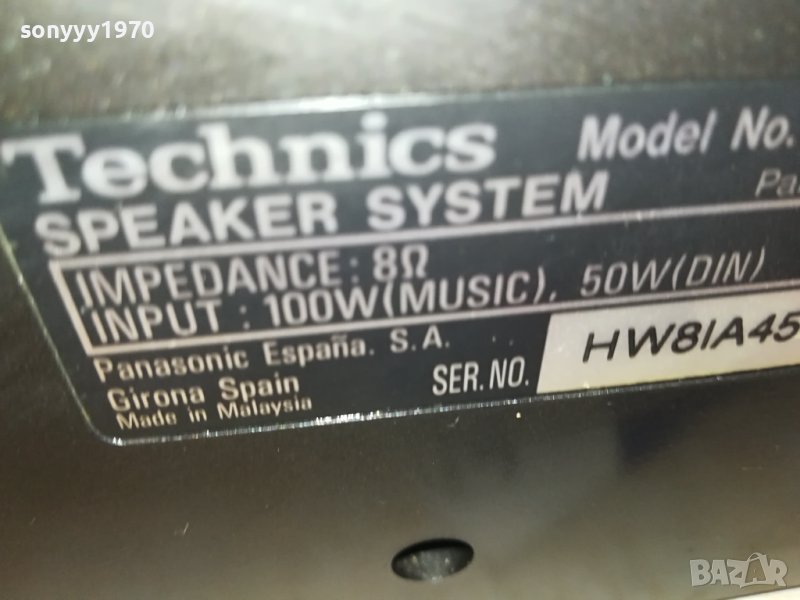 sonyyy1970
Technics Model No.
SPEAKER SYSTEM
IMPEDANCE : 8Ω
INPUT : 100W(MUSIC), 50W(DIN)
Panasonic España. S.A.
Girona Spain
Made in Malaysia
SER. NO. HW8IA45
BAZAR